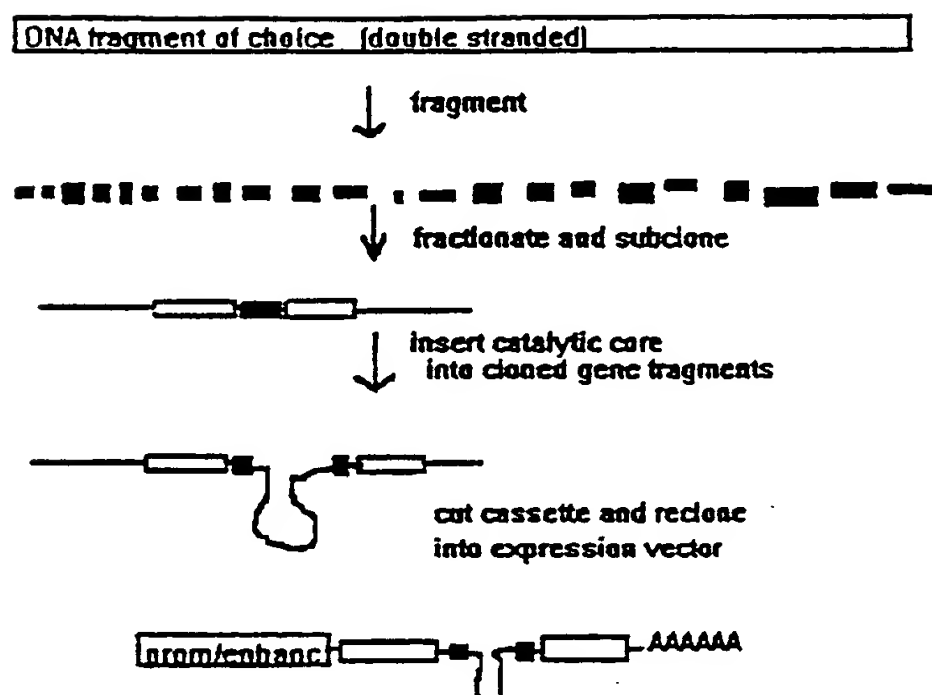 DNA fragment of choice (double stranded)
fragment
fractionate and subclone
insert catalytic core
into cloned gene fragments
cut cassette and reclone
into expression vector
prom/enhanc
AAAAAA